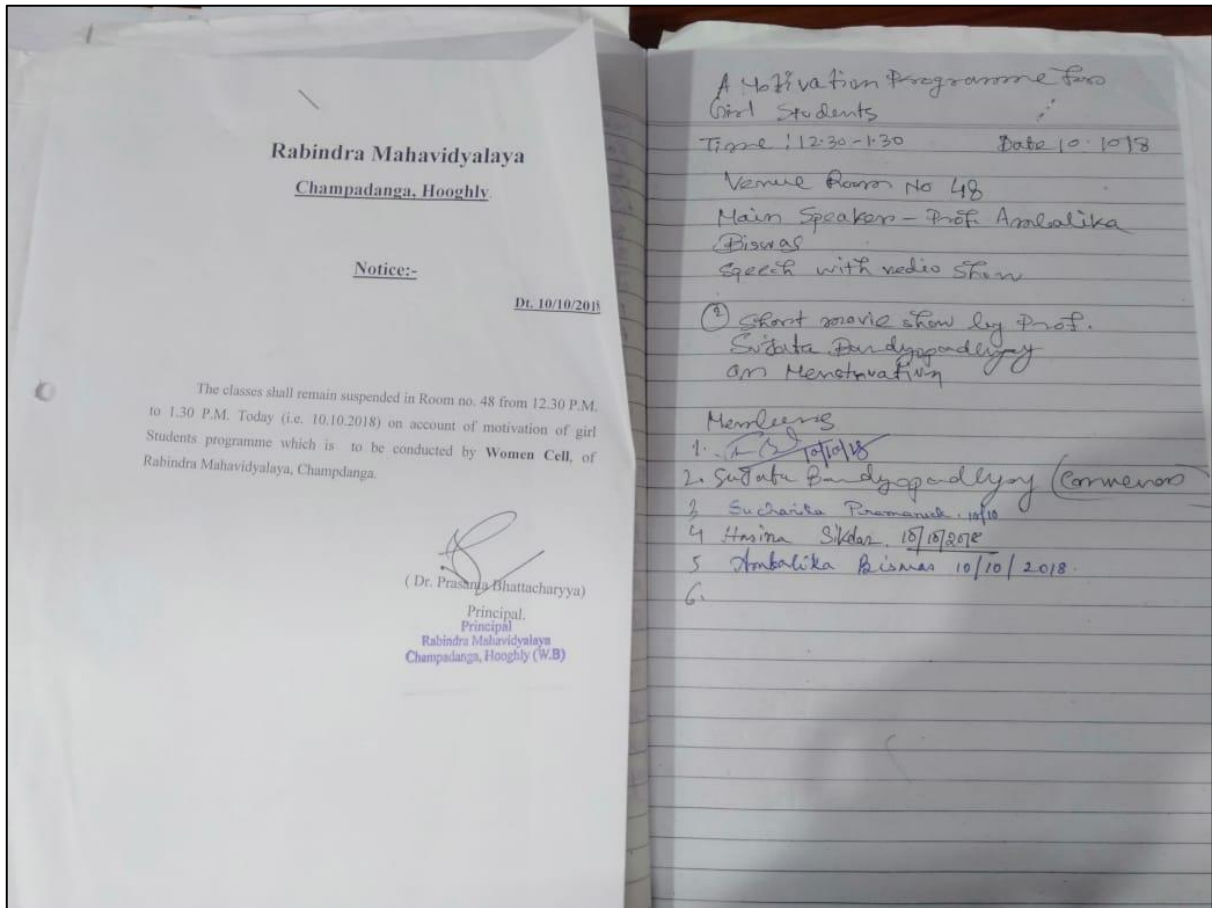 Rabindra Mahavidyalaya
Champadanga, Hooghly.
Notice:-
Dt. 10/10/2018
The classes shall remain suspended in Room no. 48 from 12.30 P.M.
to 1.30 P.M. Today (i.e. 10.10.2018) on account of motivation of girl
Students programme which is to be conducted by Women Cell, of
Rabindra Mahavidyalaya, Champdanga.
( Dr. Prasanta Bhattacharyya)
Principal.
Principal
Rabindra Mahavidyalaya
Champadanga, Hooghly (W.B)
A Motivation Programme for
Girl Students
Time : 12.30-1.30 Date 10.10 18
Venue Room No 48
Main Speaker - Prof. Ambalika
Biswas
Speech with vedio show
② Short movie show by Prof.
Sujata Bandyopadhyay
on Menstruation
Members
1. 10/10/18
2. Sujata Bandyopadhyay (Convenor)
3 Sucharita Pramanick. 10/10
4 Hasina Sikdar. 10/10/2018
5 Ambalika Biswas 10/10/2018.
6.